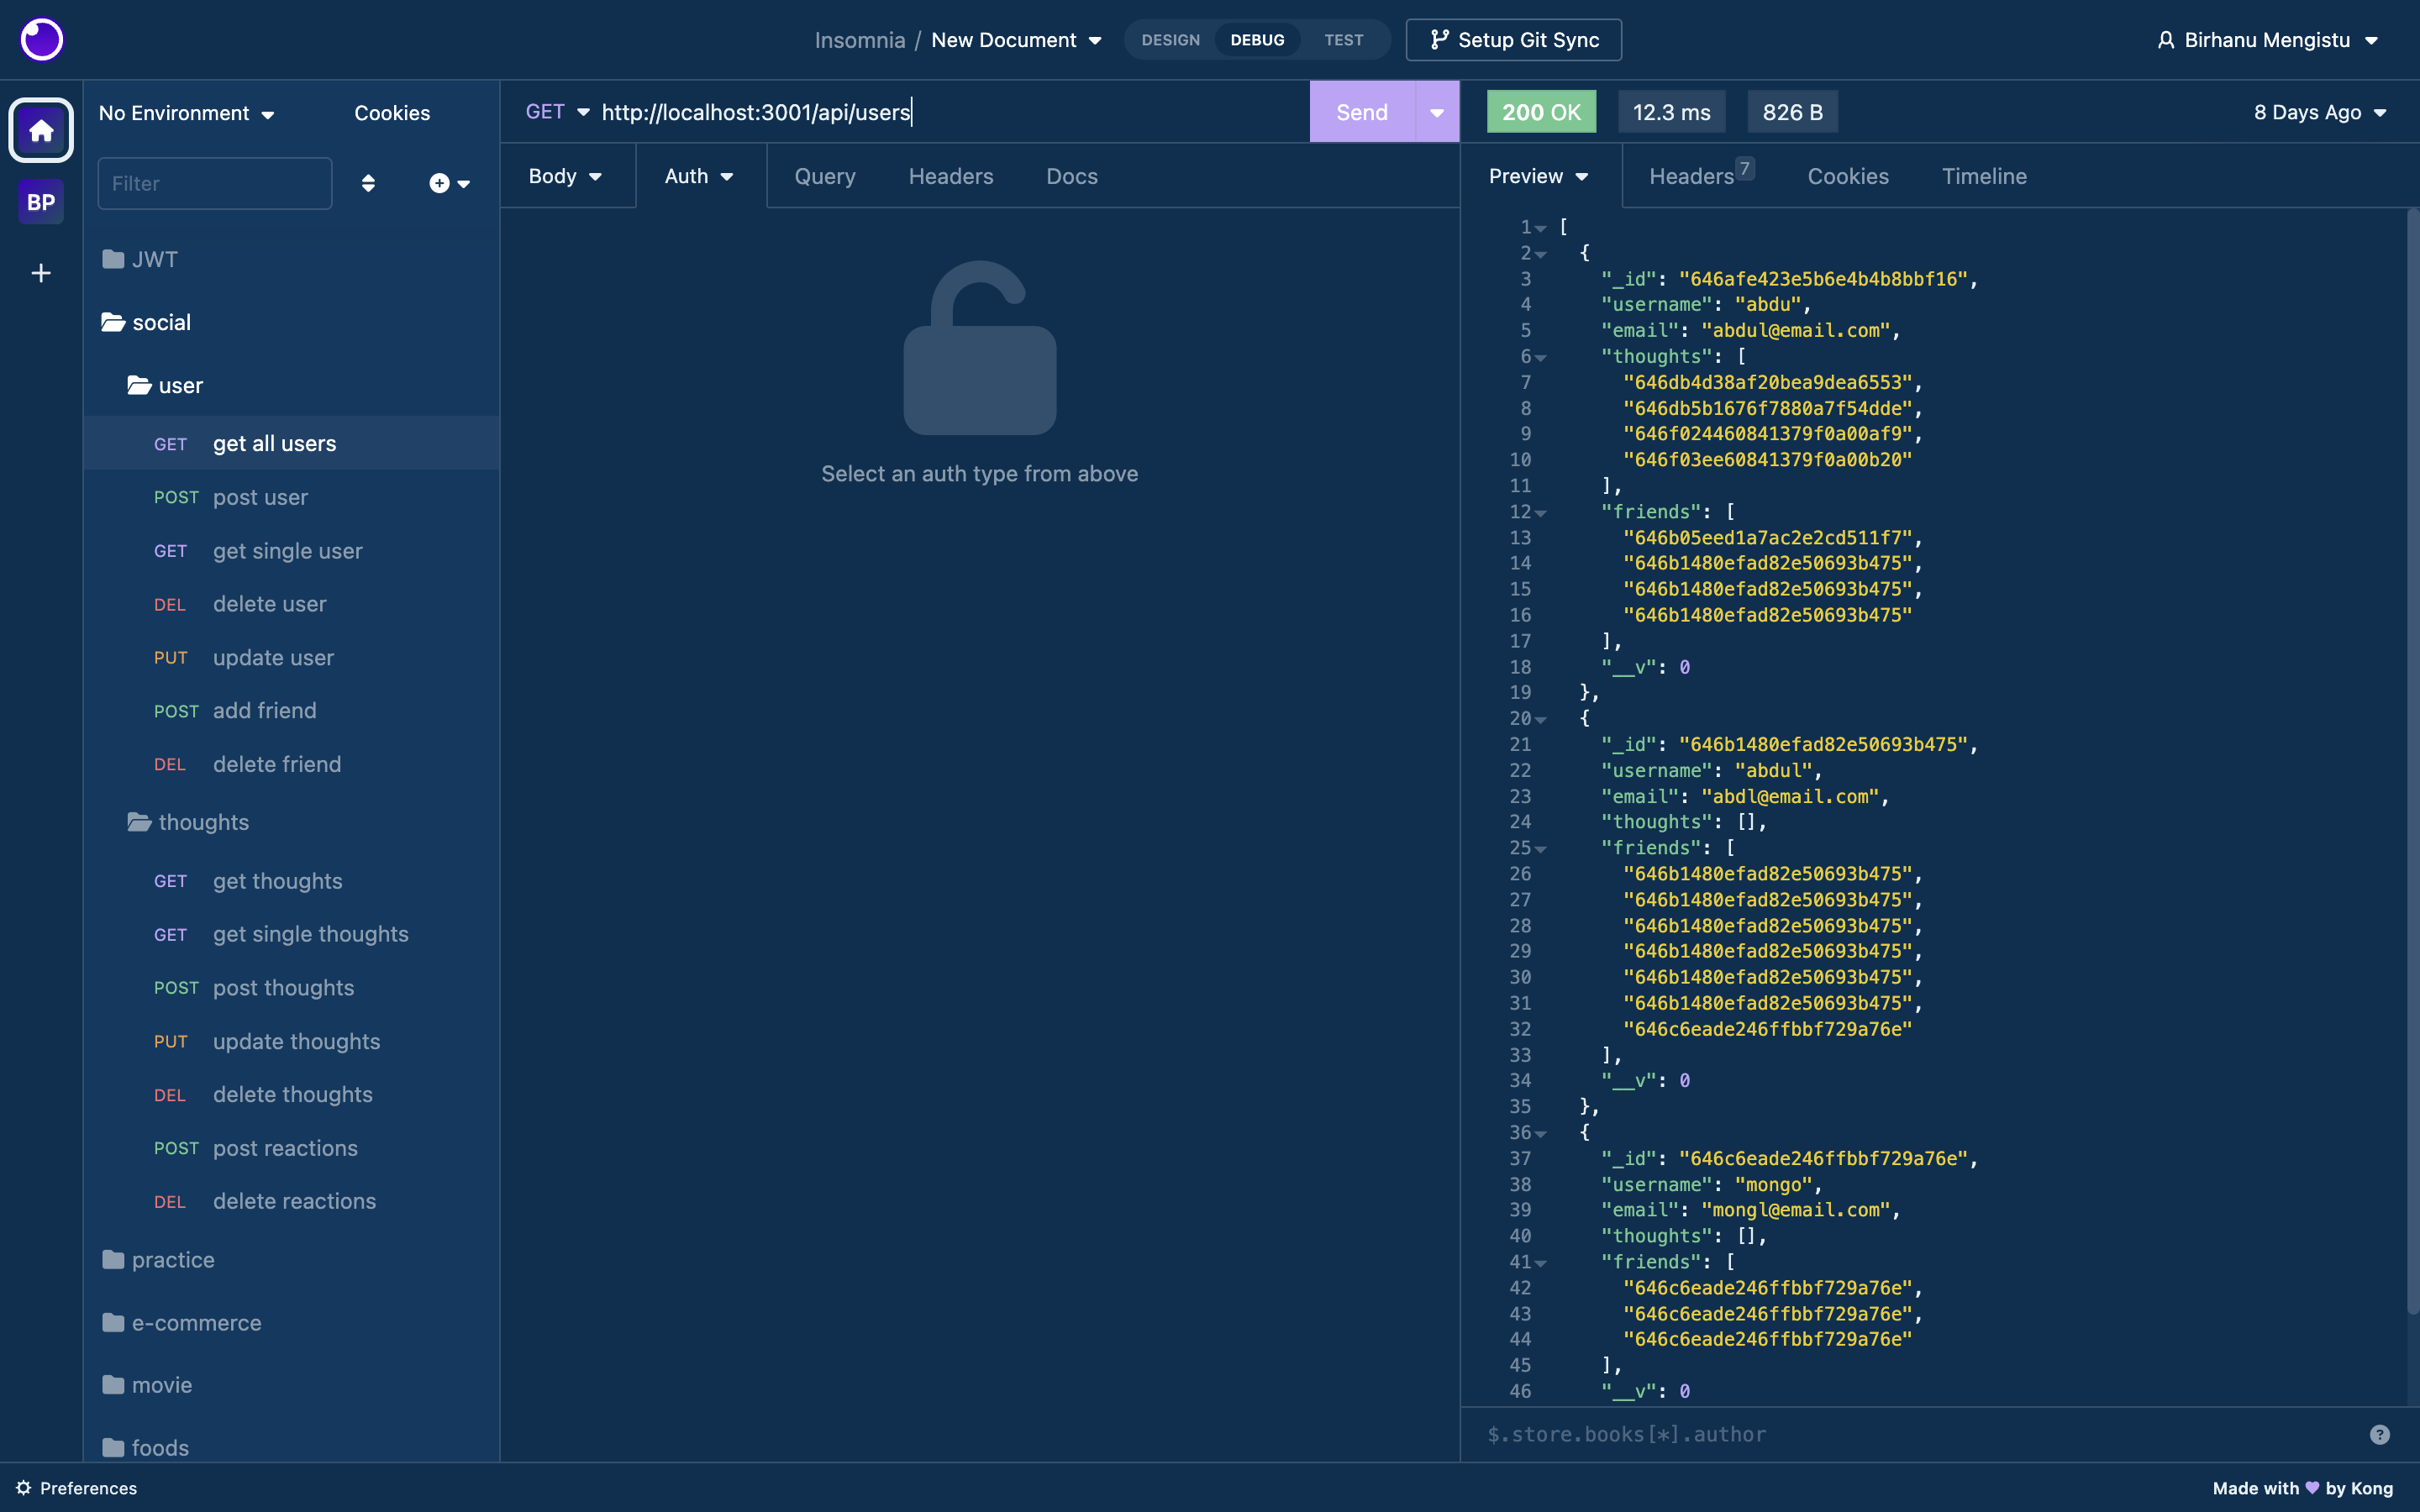 Insomnia / New Document
DESIGN DEBUG TEST
Setup Git Sync
Birhanu Mengistu
BP
No Environment
Cookies
Filter
JWT
social
user
GET get all users
POST post user
GET get single user
DEL delete user
PUT update user
POST add friend
DEL delete friend
thoughts
GET get thoughts
GET get single thoughts
POST post thoughts
PUT update thoughts
DEL delete thoughts
POST post reactions
DEL delete reactions
practice
e-commerce
movie
foods
GET http://localhost:3001/api/users
Send
Body Auth Query Headers Docs
Select an auth type from above
200 OK 12.3 ms 826 B 8 Days Ago
Preview Headers 7 Cookies Timeline
1 [
2 {
3 "_id": "646afe423e5b6e4b4b8bbf16",
4 "username": "abdu",
5 "email": "abdul@email.com",
6 "thoughts": [
7 "646db4d38af20bea9dea6553",
8 "646db5b1676f7880a7f54dde",
9 "646f024460841379f0a00af9",
10 "646f03ee60841379f0a00b20"
11 ],
12 "friends": [
13 "646b05eed1a7ac2e2cd511f7",
14 "646b1480efad82e50693b475",
15 "646b1480efad82e50693b475",
16 "646b1480efad82e50693b475"
17 ],
18 "__v": 0
19 },
20 {
21 "_id": "646b1480efad82e50693b475",
22 "username": "abdul",
23 "email": "abdl@email.com",
24 "thoughts": [],
25 "friends": [
26 "646b1480efad82e50693b475",
27 "646b1480efad82e50693b475",
28 "646b1480efad82e50693b475",
29 "646b1480efad82e50693b475",
30 "646b1480efad82e50693b475",
31 "646b1480efad82e50693b475",
32 "646c6eade246ffbbf729a76e"
33 ],
34 "__v": 0
35 },
36 {
37 "_id": "646c6eade246ffbbf729a76e",
38 "username": "mongo",
39 "email": "mongl@email.com",
40 "thoughts": [],
41 "friends": [
42 "646c6eade246ffbbf729a76e",
43 "646c6eade246ffbbf729a76e",
44 "646c6eade246ffbbf729a76e"
45 ],
46 "__v": 0
$.store.books[*].author
Preferences
Made with 💜 by Kong